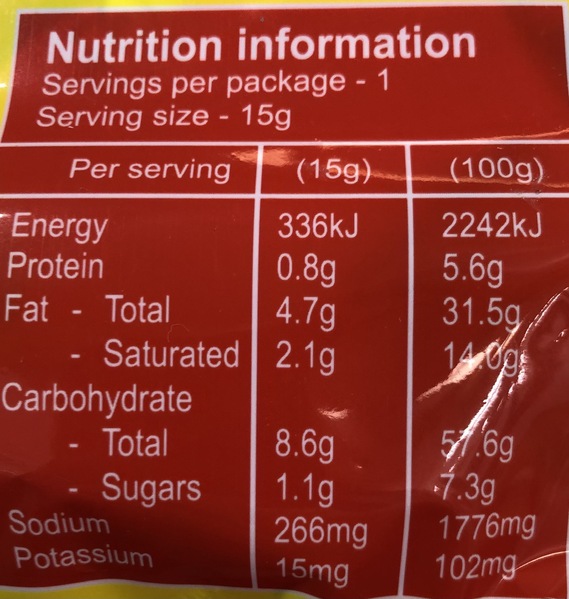 Nutrition information
Servings per package - 1
Serving size - 15g
Per serving (15g) (100g)
Energy 336kJ 2242kJ
Protein 0.8g 5.6g
Fat - Total 4.7g 31.5g
- Saturated 2.1g 14.0g
Carbohydrate
- Total 8.6g 57.6g
- Sugars 1.1g 7.3g
Sodium 266mg 1776mg
Potassium 15mg 102mg